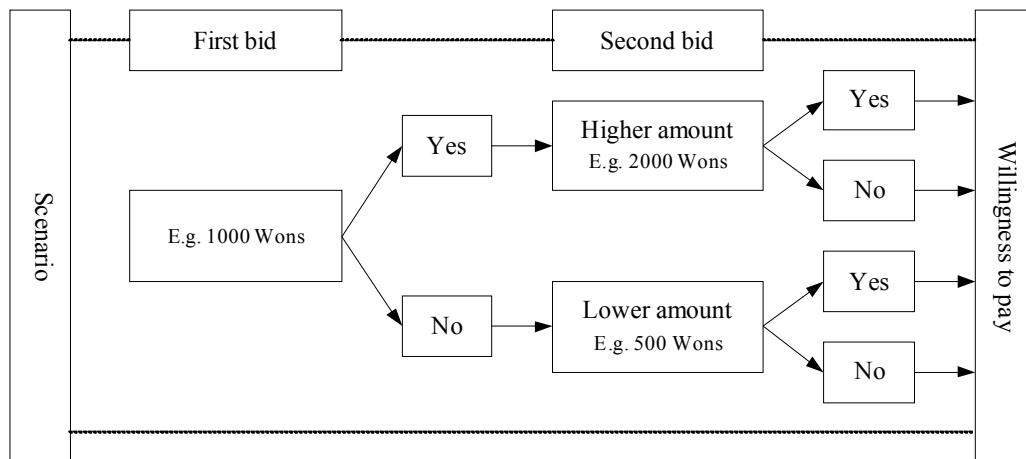 First bid
Second bid
Scenario
E.g. 1000 Wons
Yes
No
Higher amount
E.g. 2000 Wons
Lower amount
E.g. 500 Wons
Yes
No
Yes
No
Willingness to pay